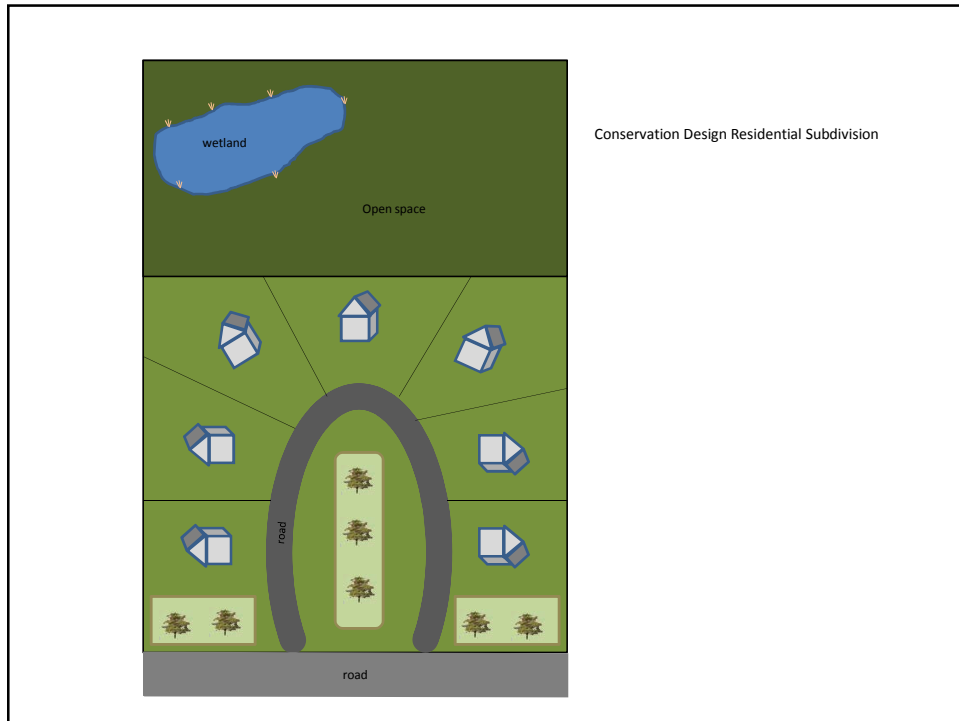 Conservation Design Residential Subdivision
wetland
Open space
road
road